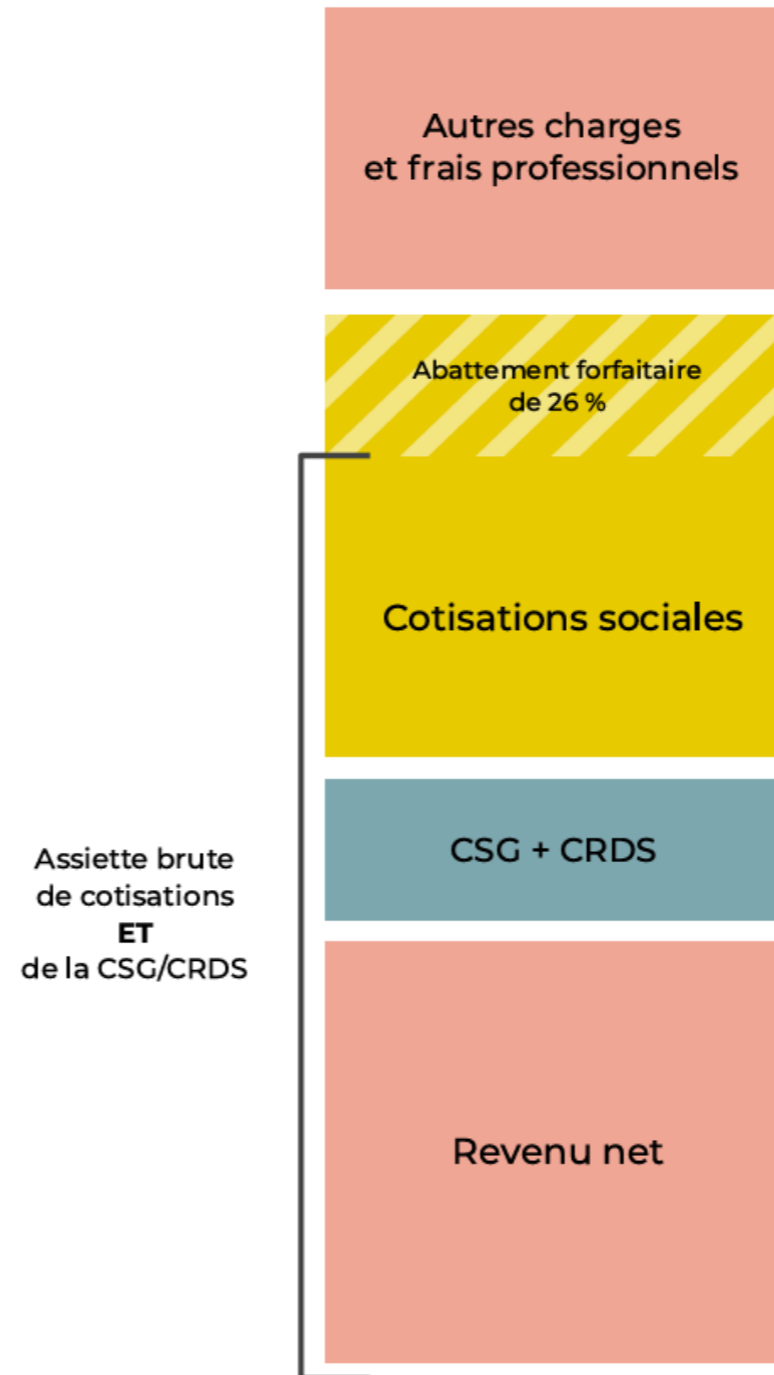 Autres charges
et frais professionnels
Abattement forfaitaire
de 26 %
Cotisations sociales
CSG + CRDS
Assiette brute
de cotisations
ET
de la CSG/CRDS
Revenu net